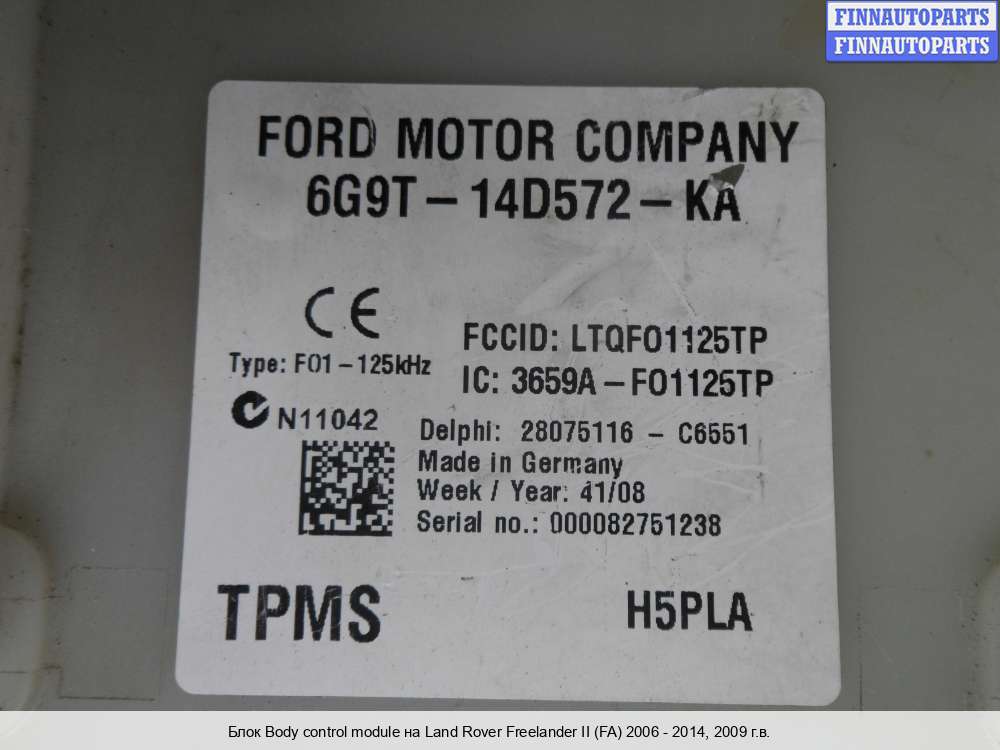 FINNAUTOPARTS
FINNAUTOPARTS
FORD MOTOR COMPANY
6G9T-14D572-KA
CE
Type: F01-125kHz
FCCID: LTQFO1125TP
IC: 3659A-FO1125TP
N11042
Delphi: 28075116 - C6551
Made in Germany
Week / Year: 41/08
Serial no.: 000082751238
TPMS
H5PLA
Блок Body control module на Land Rover Freelander II (FA) 2006 - 2014, 2009 г.в.